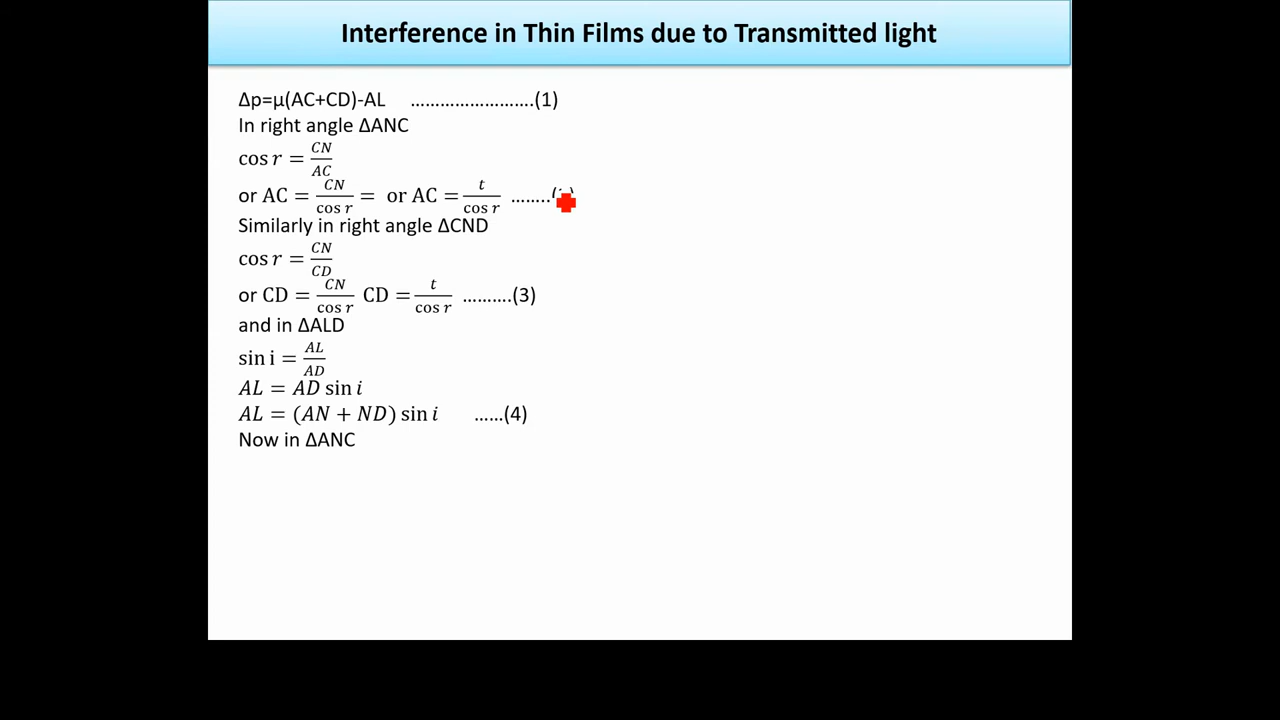 Interference in Thin Films due to Transmitted light
Δp=μ(AC+CD)-AL …………………….(1)
In right angle ΔANC
cos r = CN/AC
or AC = CN/cos r = or AC = t/cos r ……..
Similarly in right angle ΔCND
cos r = CN/CD
or CD = CN/cos r CD = t/cos r ……….(3)
and in ΔALD
sin i = AL/AD
AL = AD sin i
AL = (AN + ND) sin i ……(4)
Now in ΔANC